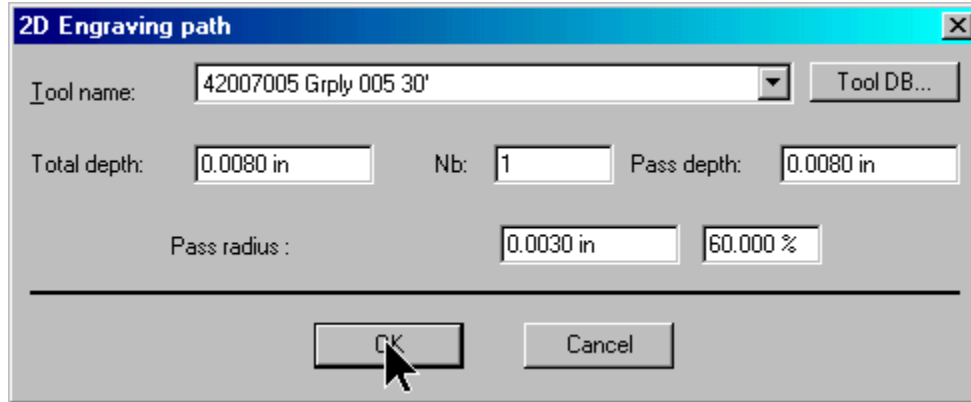 2D Engraving path
Tool name: 42007005 Grply 005 30' Tool DB...
Total depth: 0.0080 in Nb: 1 Pass depth: 0.0080 in
Pass radius : 0.0030 in 60.000 %
OK Cancel